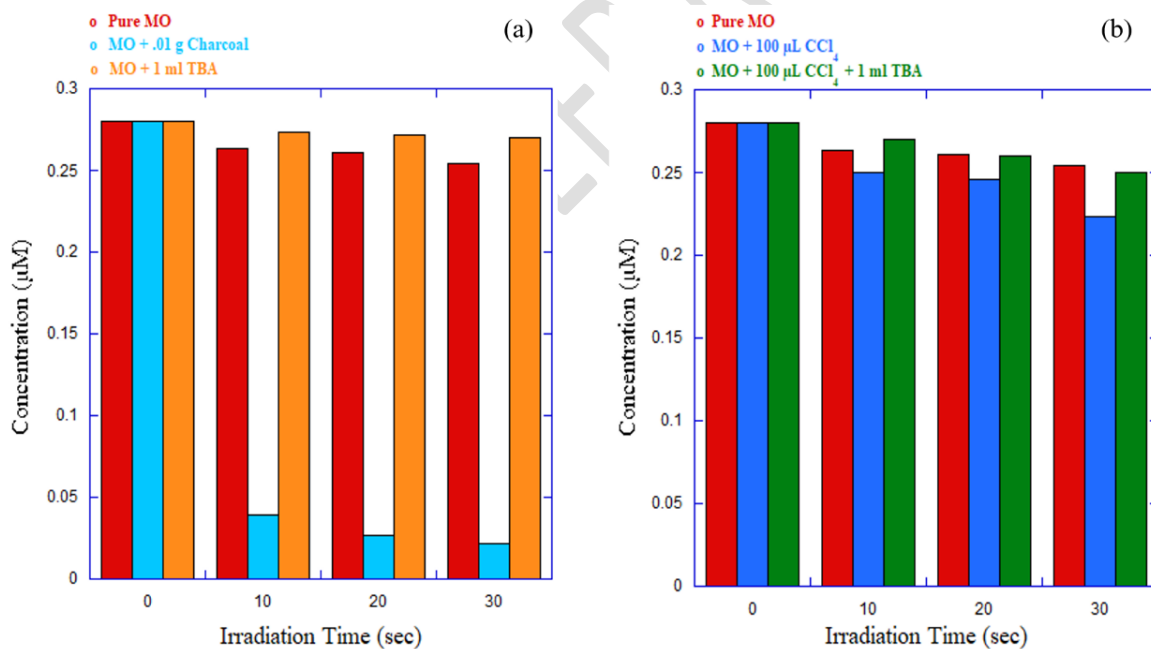 o Pure MO
o MO + .01 g Charcoal
o MO + 1 ml TBA
(a)
0.3
0.25
0.2
0.15
0.1
0.05
0
Concentration (μM)
0 10 20 30
Irradiation Time (sec)
o Pure MO
o MO + 100 μL CCl4
o MO + 100 μL CCl4 + 1 ml TBA
(b)
0.3
0.25
0.2
0.15
0.1
0.05
0
Concentration (μM)
0 10 20 30
Irradiation Time (sec)